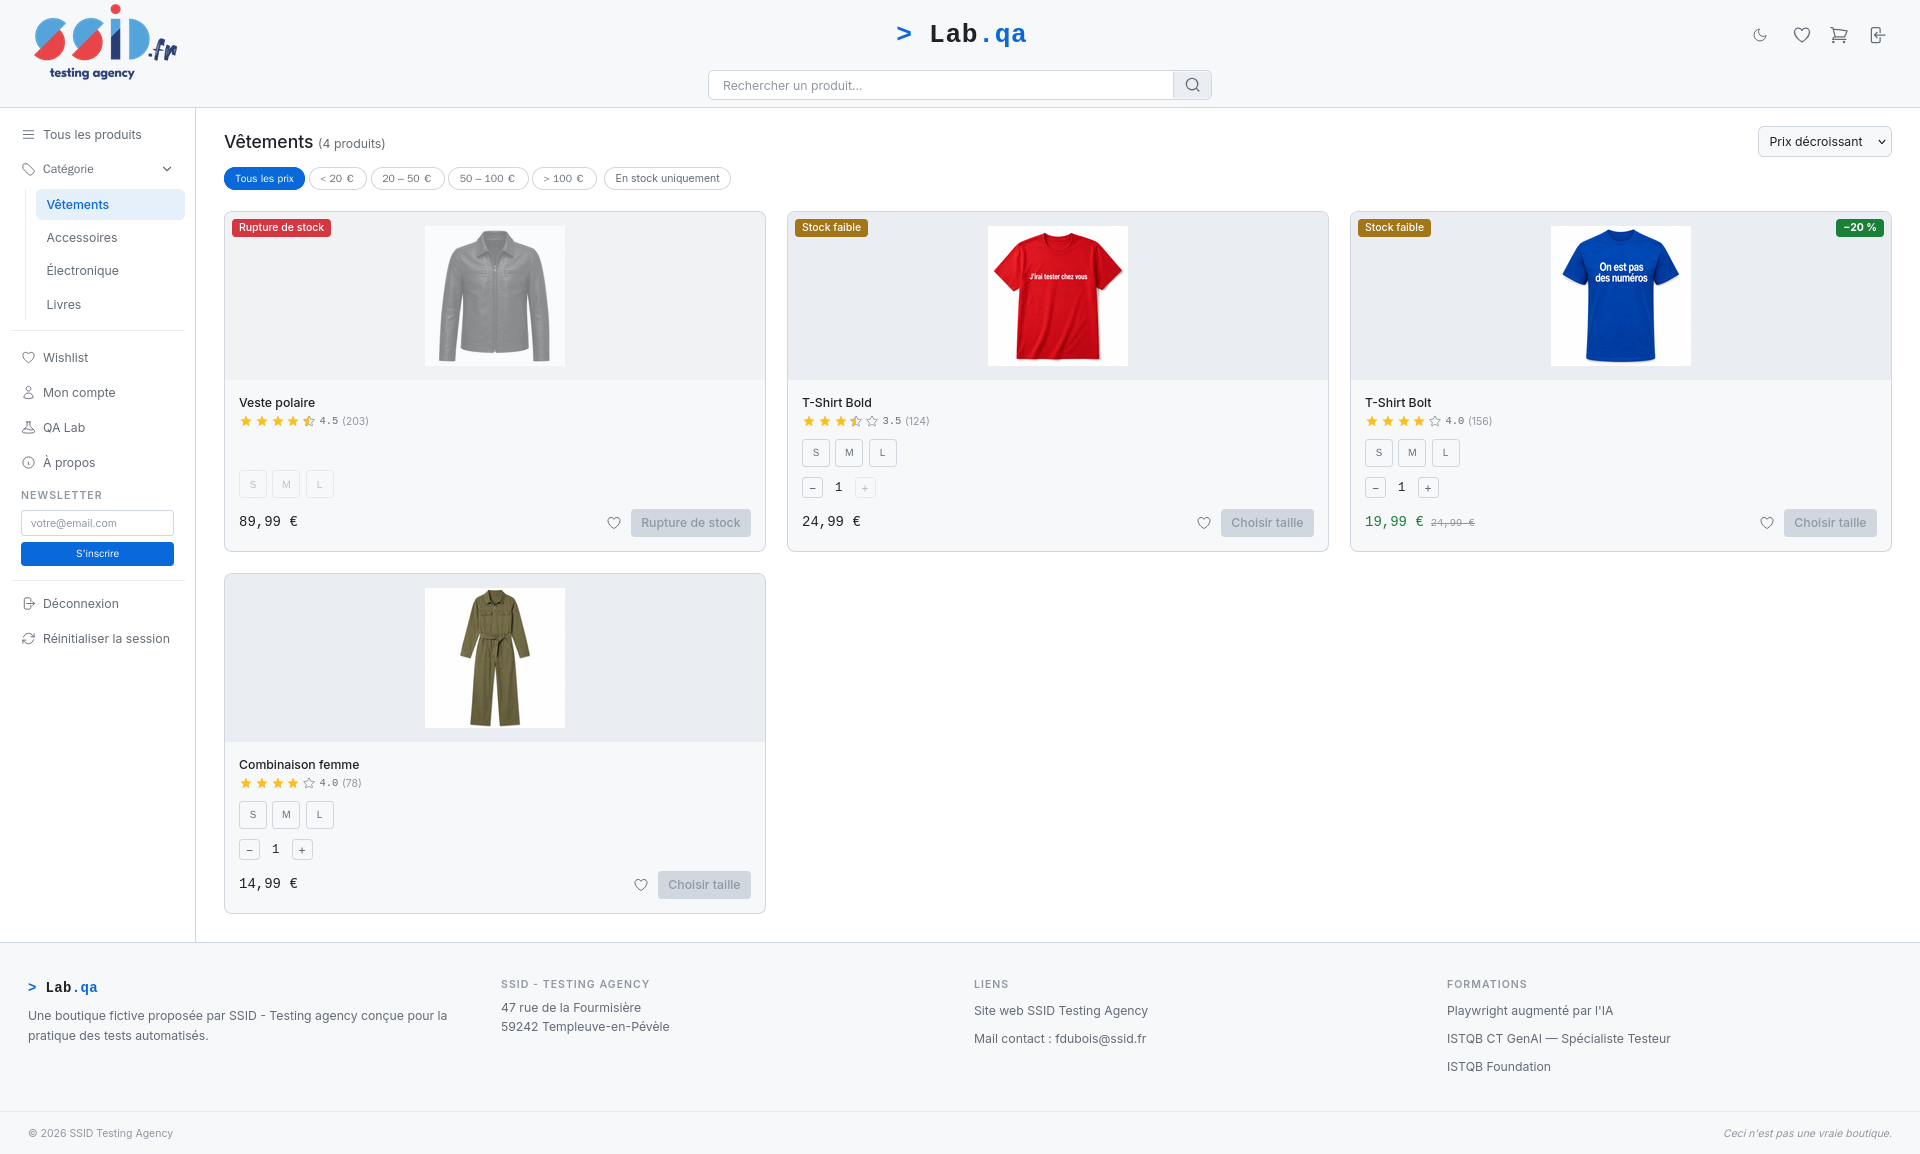 ssiD.fr
testing agency
> Lab.qa
Rechercher un produit...
Tous les produits
Catégorie
Vêtements
Accessoires
Électronique
Livres
Wishlist
Mon compte
QA Lab
À propos
NEWSLETTER
votre@email.com
S'inscrire
Déconnexion
Réinitialiser la session
Vêtements (4 produits)
Prix décroissant
Tous les prix
< 20 €
20 – 50 €
50 – 100 €
> 100 €
En stock uniquement
Rupture de stock
Veste polaire
4.5 (203)
S M L
89,99 €
Rupture de stock
Stock faible
J'irai tester chez vous
T-Shirt Bold
3.5 (124)
S M L
− 1 +
24,99 €
Choisir taille
Stock faible
−20 %
On est pas
des numéros
T-Shirt Bolt
4.0 (156)
S M L
− 1 +
19,99 € 24,99 €
Choisir taille
Combinaison femme
4.0 (78)
S M L
− 1 +
14,99 €
Choisir taille
> Lab.qa
Une boutique fictive proposée par SSID - Testing agency conçue pour la
pratique des tests automatisés.
SSID - TESTING AGENCY
47 rue de la Fourmisière
59242 Templeuve-en-Pévèle
LIENS
Site web SSID Testing Agency
Mail contact : fdubois@ssid.fr
FORMATIONS
Playwright augmenté par l'IA
ISTQB CT GenAI — Spécialiste Testeur
ISTQB Foundation
© 2026 SSID Testing Agency
Ceci n'est pas une vraie boutique.